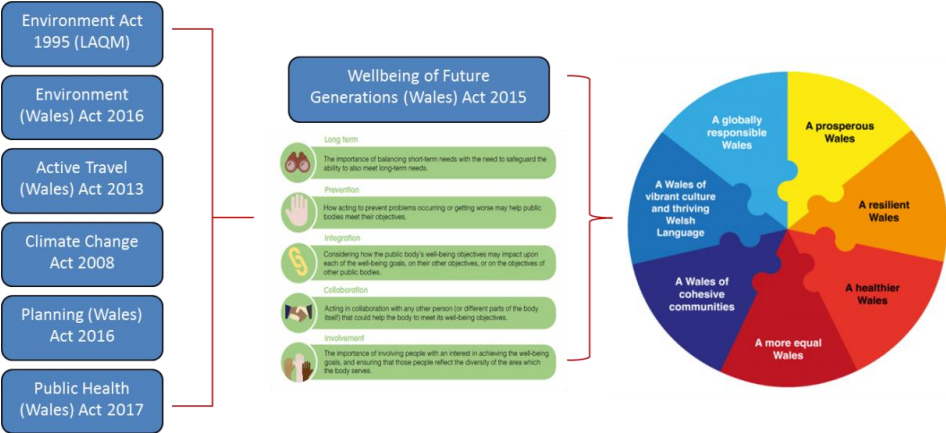 Environment Act
1995 (LAQM)
Environment
(Wales) Act 2016
Active Travel
(Wales) Act 2013
Climate Change
Act 2008
Planning (Wales)
Act 2016
Public Health
(Wales) Act 2017
Wellbeing of Future
Generations (Wales) Act 2015
Long term
The importance of balancing short-term needs with the need to safeguard the
ability to also meet long-term needs.
Prevention
How acting to prevent problems occurring or getting worse may help public
bodies meet their objectives.
Integration
Considering how the public body's well-being objectives may impact upon
each of the well-being goals, on their other objectives, or on the objectives of
other public bodies.
Collaboration
Acting in collaboration with any other person (or different parts of the body
itself) that could help the body to meet its well-being objectives.
Involvement
The importance of involving people with an interest in achieving the well-being
goals, and ensuring that those people reflect the diversity of the area which
the body serves.
A globally
responsible
Wales
A prosperous
Wales
A resilient
Wales
A healthier
Wales
A more equal
Wales
A Wales of
cohesive
communities
A Wales of
vibrant culture
and thriving
Welsh
Language